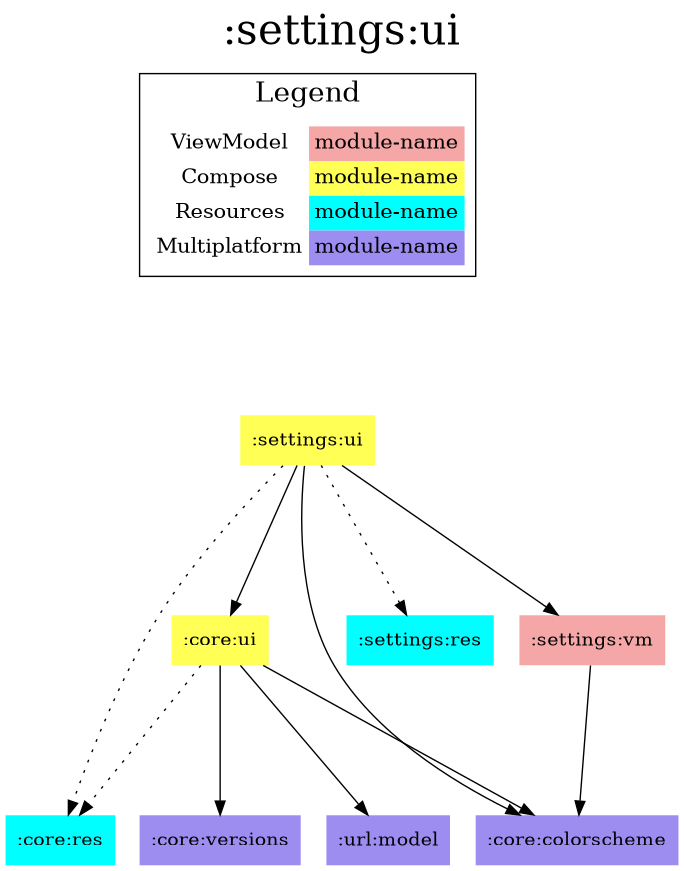 :settings:ui
Legend
ViewModel module-name
Compose module-name
Resources module-name
Multiplatform module-name
:settings:ui
:core:ui
:settings:res
:settings:vm
:core:res
:core:versions
:url:model
:core:colorscheme